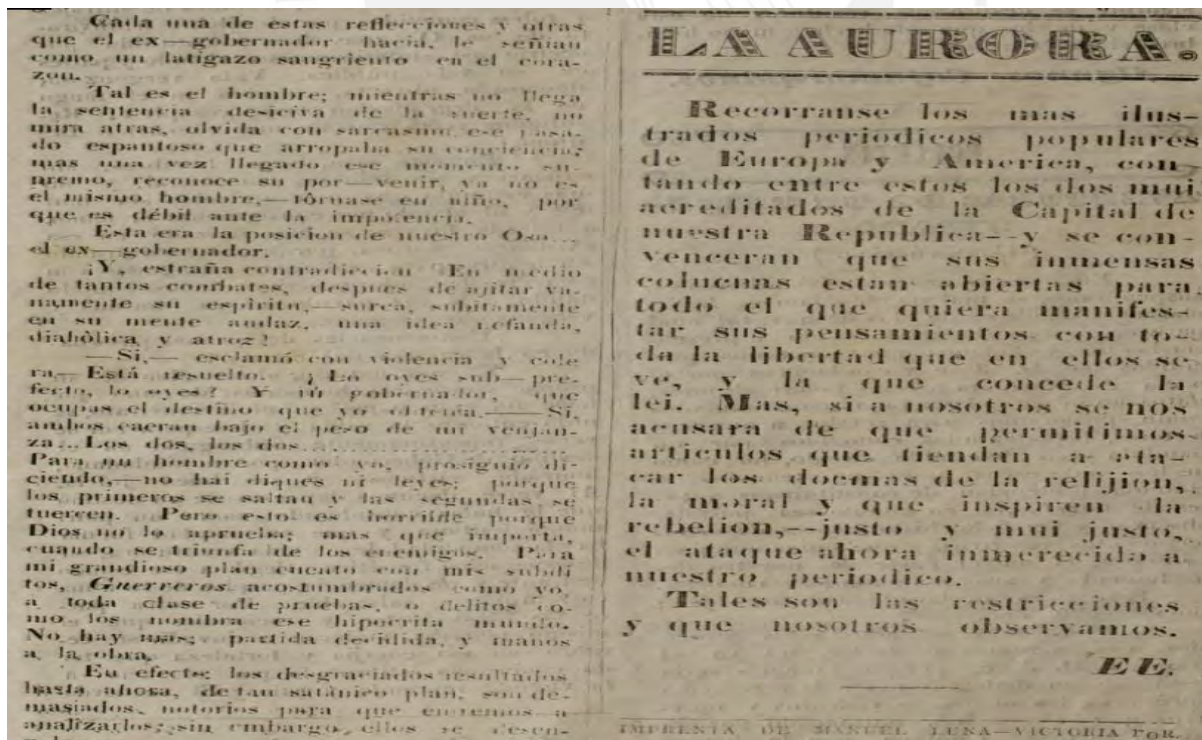 Cada una de estas reflecciones y otras
que el ex—gobernador hacia, le señian
como un latigazo sangriento en el cora-
zon.
Tal es el hombre; mientras no llega
la sentencia desiciva de la suerte, no
mira atras, olvida con sarcasmo ese pasa-
do espantoso que arropaba su conciencia;
mas una vez llegado ese momento su-
premo, reconoce su por—venir, ya no es
el mismo hombre,—tórnase en niño, por
que es débil ante la impotencia.
Esta era la posicion de nuestro Oso...
el ex—gobernador.
¡Y, estraña contradiccion! En medio
de tantos combates, despues de ajitar va-
namente su espiritu,—surca, subitamente
en su mente audaz, una idea nefanda,
diabólica y atroz!
—Si,— esclamó con violencia y cole
ra,— Está resuelto. ¿Lo oyes sub—pre-
fecto, lo oyes? Y tú gobernador, que
ocupas el destino que yo obtenia.—Si,
ambos caeran bajo el peso de mi venjan-
za...Los dos, los dos..........
Para un hombre como yo, prosiguió di-
ciendo,—no hai diques ni leyes; porque
los primeros se saltan y las segundas se
tuercen. Pero esto es horrible porque
Dios no lo aprueba; mas que importa,
cuando se triunfa de los enemigos. Para
mi grandioso plan cuento con mis subdi
tos, Guerreros acostumbrados como yo,
a toda clase de pruebas, o delitos co-
mo los nombra ese hipocrita mundo.
No hay mas; partida decidida, y manos
a la obra,
En efecto; los desgraciados resultados
hasta ahora, de tan satánico plan, son de-
masiados, notorios para que entremos a
analizarlos; sin embargo, ellos se desen-
LA AURORA.
Recorranse los mas ilus-
trados periodicos populares
de Europa y America, con-
tando entre estos los dos mui
acreditados de la Capital de
nuestra Republica--y se con-
venceran que sus inmensas
colucnas estan abiertas para
todo el que quiera manifes-
tar sus pensamientos con to-
da la libertad que en ellos se
ve, y la que concede la
lei. Mas, si a nosotros se nos
acusara de que permitimos
articulos que tiendan a ata-
car los docmas de la relijion,
la moral y que inspiren la
rebelion,--justo y mui justo,
el ataque ahora inmerecido a
nuestro periodico.
Tales son las restricciones
y que nosotros observamos.
EE.
IMPRENTA DE MANUEL LUNA—VICTORIA POR